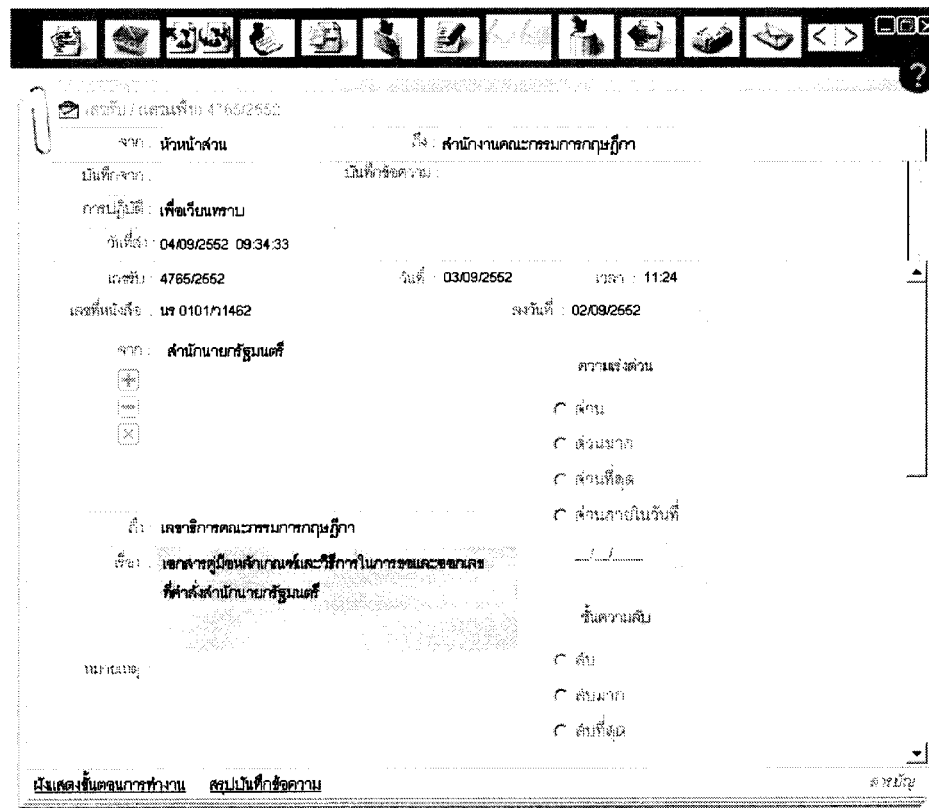 ?
เลขรับ / แดนเพิ่ม 4765/2552
จาก : หัวหน้าส่วน ถึง : สำนักงานคณะกรรมการกฤษฎีกา
บันทึกจาก : บันทึกข้อความ :
การปฏิบัติ : เพื่อเวียนทราบ
วันที่ส่ง : 04/09/2552 09:34:33
เลขรับ : 4765/2552 วันที่ : 03/09/2552 เวลา : 11:24
เลขที่หนังสือ : นร 0101/ว1462 ลงวันที่ : 02/09/2552
จาก : สำนักนายกรัฐมนตรี
ความเร่งด่วน
ด่วน
ด่วนมาก
ด่วนที่สุด
ด่วนภายในวันที่
__/__/____
ถึง : เลขาธิการคณะกรรมการกฤษฎีกา
เรื่อง : เอกสารคู่มือหลักเกณฑ์และวิธีการในการขอและออกเลข
ที่คำสั่งสำนักนายกรัฐมนตรี
ชั้นความลับ
หมายเหตุ :
ลับ
ลับมาก
ลับที่สุด
ผังแสดงขั้นตอนการทำงาน สรุปบันทึกข้อความ สารบัญ